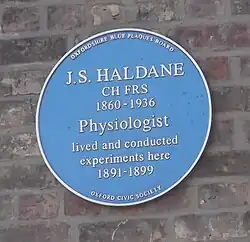 OXFORDSHIRE BLUE PLAQUES BOARD
J.S. HALDANE
CH FRS
1860-1936
Physiologist
lived and conducted
experiments here
1891-1899
OXFORD CIVIC SOCIETY